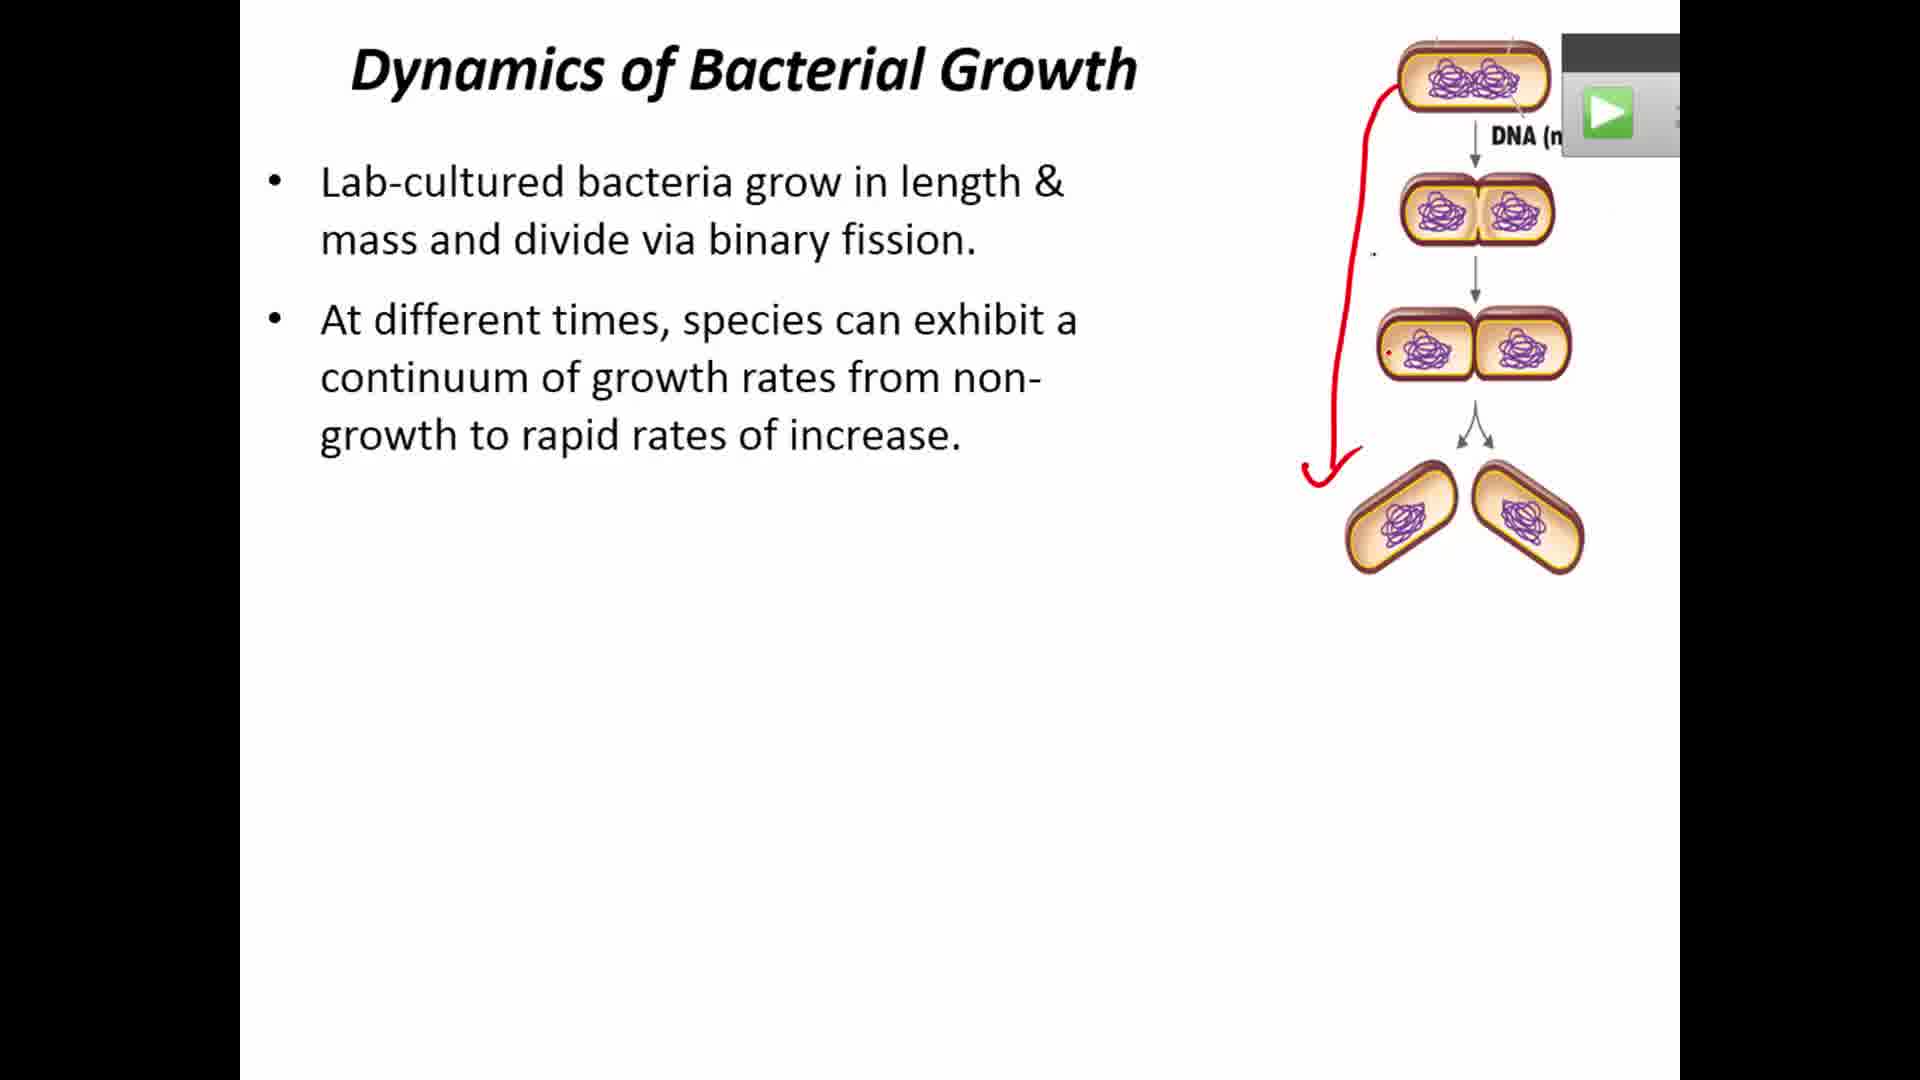 Dynamics of Bacterial Growth
• Lab-cultured bacteria grow in length &
mass and divide via binary fission.
• At different times, species can exhibit a
continuum of growth rates from non-
growth to rapid rates of increase.
DNA (n